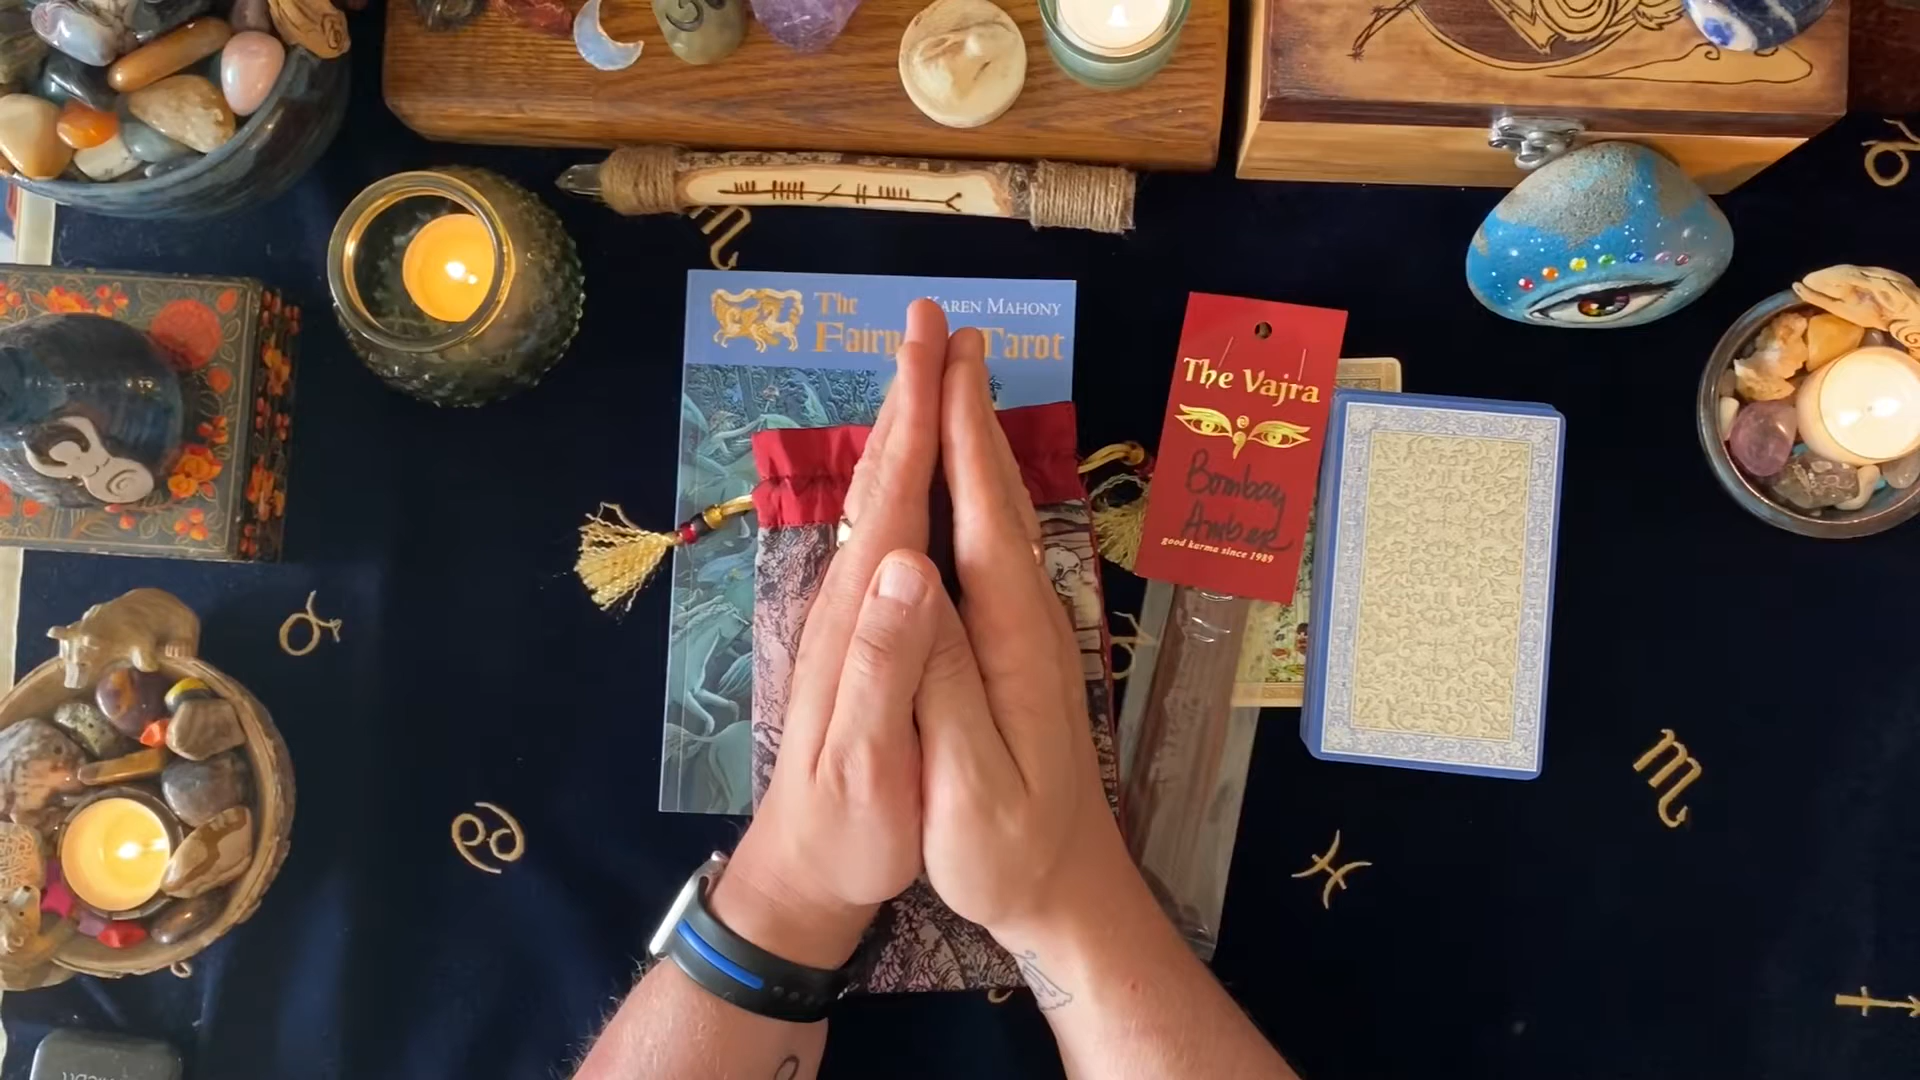 The
Fairy Tarot
KAREN MAHONY
The Vajra
Bombay
Amber
good karma since 1989